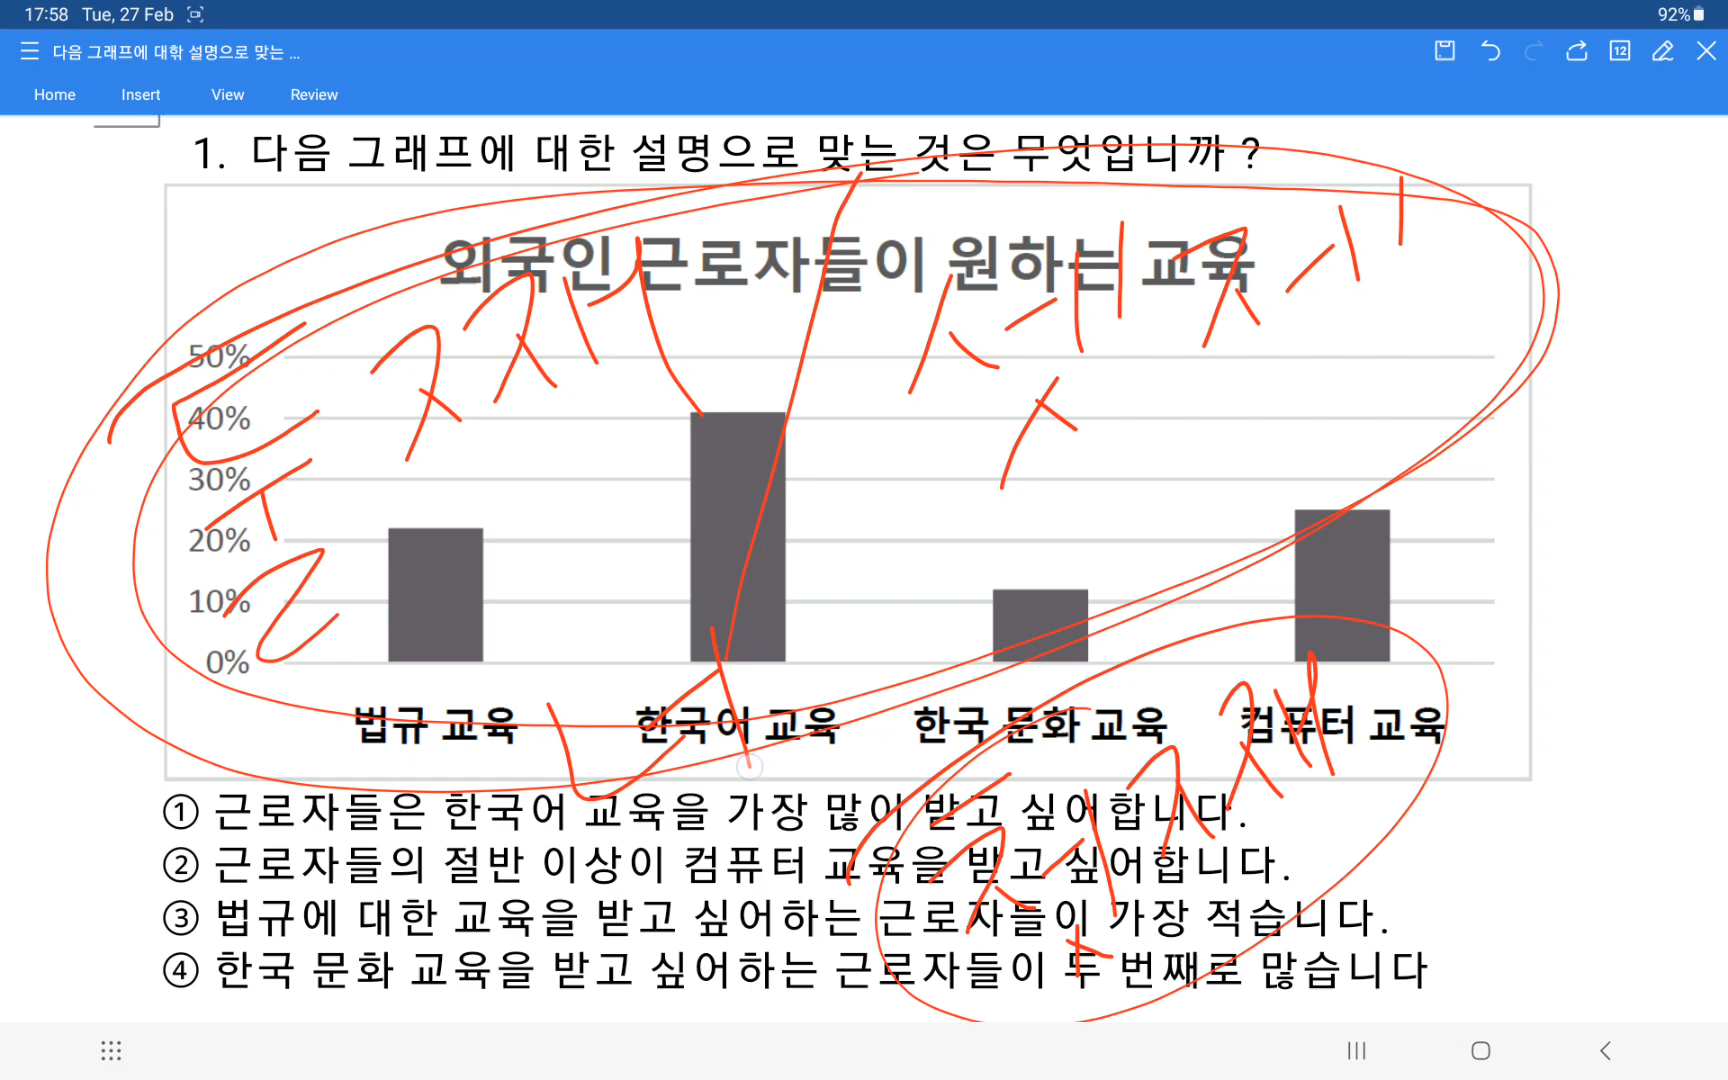 17:58 Tue, 27 Feb 92%
다음 그래프에 대핚 설명으로 맞는 ...
12
Home Insert View Review
1. 다음 그래프에 대한 설명으로 맞는 것은 무엇입니까 ?
외국인 근로자들이 원하는 교육
50%
40%
30%
20%
10%
0%
법규 교육 한국어 교육 한국 문화 교육 컴퓨터 교육
① 근로자들은 한국어 교육을 가장 많이 받고 싶어합니다.
② 근로자들의 절반 이상이 컴퓨터 교육을 받고 싶어합니다.
③ 법규에 대한 교육을 받고 싶어하는 근로자들이 가장 적습니다.
④ 한국 문화 교육을 받고 싶어하는 근로자들이 두 번째로 많습니다